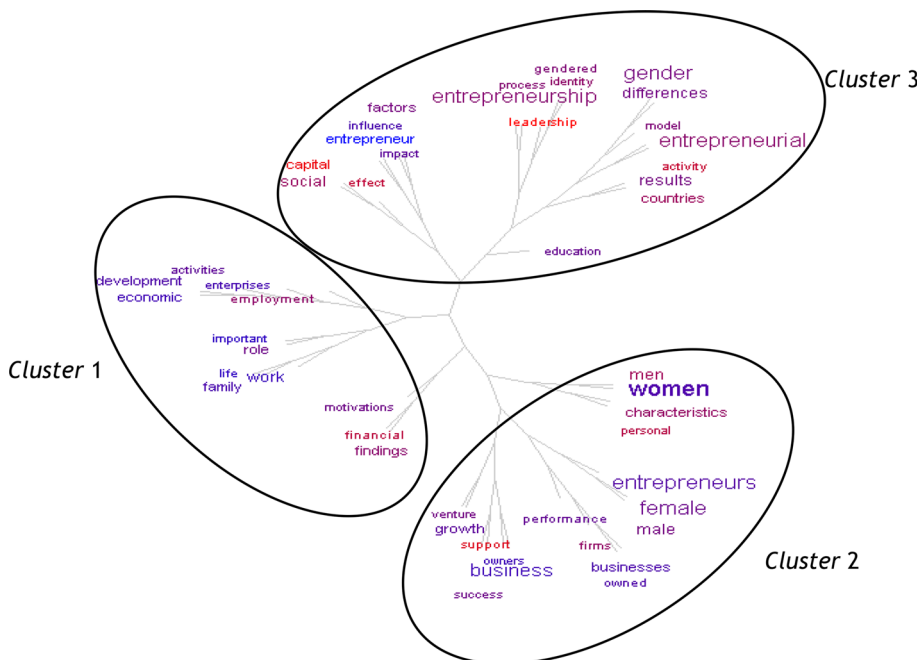 gendered
process identity
entrepreneurship
leadership
gender
differences
Cluster 3
factors
influence
entrepreneur
impact
capital
social
effect
model
entrepreneurial
activity
results
countries
education
activities
development
enterprises
economic
employment
important
role
life
work
family
Cluster 1
motivations
financial
findings
men
women
characteristics
personal
entrepreneurs
female
male
venture
growth
performance
support
firms
owners
business
businesses
owned
success
Cluster 2